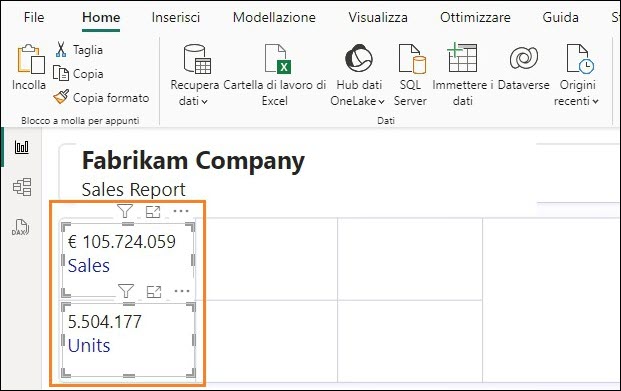 File
Home
Inserisci
Modellazione
Visualizza
Ottimizzare
Guida
Incolla
Taglia
Copia
Copia formato
Blocco a molla per appunti
Recupera dati
Cartella di lavoro di Excel
Hub dati OneLake
SQL Server
Immettere i dati
Dataverse
Origini recenti
Dati
DAX
Fabrikam Company
Sales Report
€ 105.724.059
Sales
5.504.177
Units